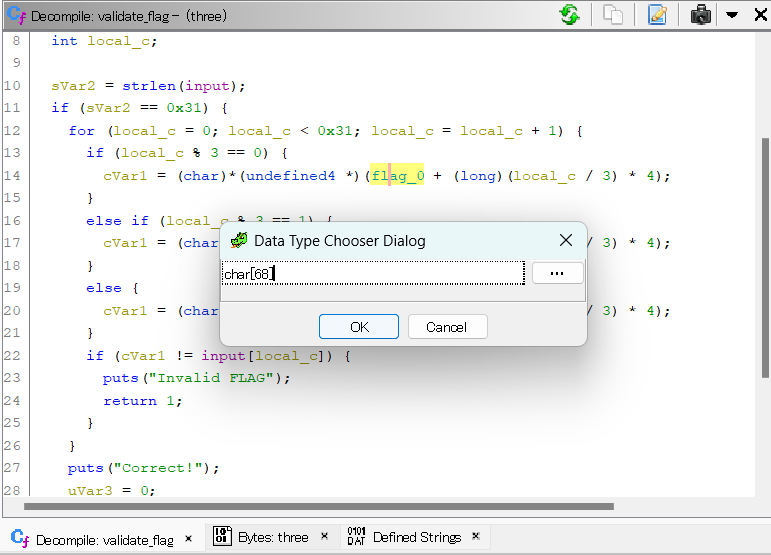 Decompile: validate_flag – (three)
8 int local_c;
9
10 sVar2 = strlen(input);
11 if (sVar2 == 0x31) {
12 for (local_c = 0; local_c < 0x31; local_c = local_c + 1) {
13 if (local_c % 3 == 0) {
14 cVar1 = (char)*(undefined4 *)(flag_0 + (long)(local_c / 3) * 4);
15 }
16 else if (local_c % 3 == 1) {
17 cVar1 = (char / 3) * 4);
18 }
19 else {
20 cVar1 = (char / 3) * 4);
21 }
22 if (cVar1 != input[local_c]) {
23 puts("Invalid FLAG");
24 return 1;
25 }
26 }
27 puts("Correct!");
28 uVar3 = 0;
Data Type Chooser Dialog
char[68]
...
OK Cancel
Decompile: validate_flag × Bytes: three × Defined Strings ×